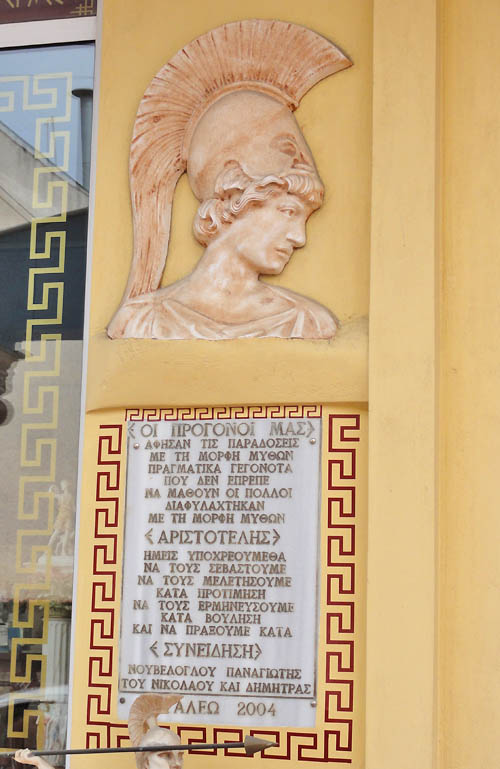 <ΟΙ ΠΡΟΓΟΝΟΙ ΜΑΣ>
ΑΦΗΣΑΝ ΤΙΣ ΠΑΡΑΔΟΣΕΙΣ
ΜΕ ΤΗ ΜΟΡΦΗ ΜΥΘΩΝ
ΠΡΑΓΜΑΤΙΚΑ ΓΕΓΟΝΟΤΑ
ΠΟΥ ΔΕΝ ΕΠΡΕΠΕ
ΝΑ ΜΑΘΟΥΝ ΟΙ ΠΟΛΛΟΙ
ΔΙΑΦΥΛΑΧΤΗΚΑΝ
ΜΕ ΤΗ ΜΟΡΦΗ ΜΥΘΩΝ
<ΑΡΙΣΤΟΤΕΛΗΣ>
ΗΜΕΙΣ ΥΠΟΧΡΕΟΥΜΕΘΑ
ΝΑ ΤΟΥΣ ΣΕΒΑΣΤΟΥΜΕ
ΝΑ ΤΟΥΣ ΜΕΛΕΤΗΣΟΥΜΕ
ΚΑΤΑ ΠΡΟΤΙΜΗΣΗ
ΝΑ ΤΟΥΣ ΕΡΜΗΝΕΥΣΟΥΜΕ
ΚΑΤΑ ΒΟΥΛΗΣΗ
ΚΑΙ ΝΑ ΠΡΑΞΟΥΜΕ ΚΑΤΑ
<ΣΥΝΕΙΔΗΣΗ>
ΝΟΥΒΕΛΟΓΛΟΥ ΠΑΝΑΓΙΩΤΗΣ
ΤΟΥ ΝΙΚΟΛΑΟΥ ΚΑΙ ΔΗΜΗΤΡΑΣ
2004